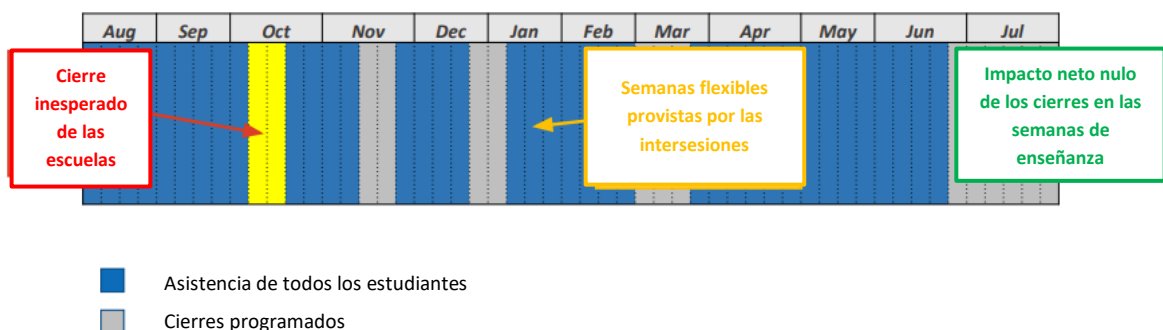 Aug Sep Oct Nov Dec Jan Feb Mar Apr May Jun Jul
Cierre
inesperado
de las
escuelas
Semanas flexibles
provistas por las
intersesiones
Impacto neto nulo
de los cierres en las
semanas de
enseñanza
Asistencia de todos los estudiantes
Cierres programados